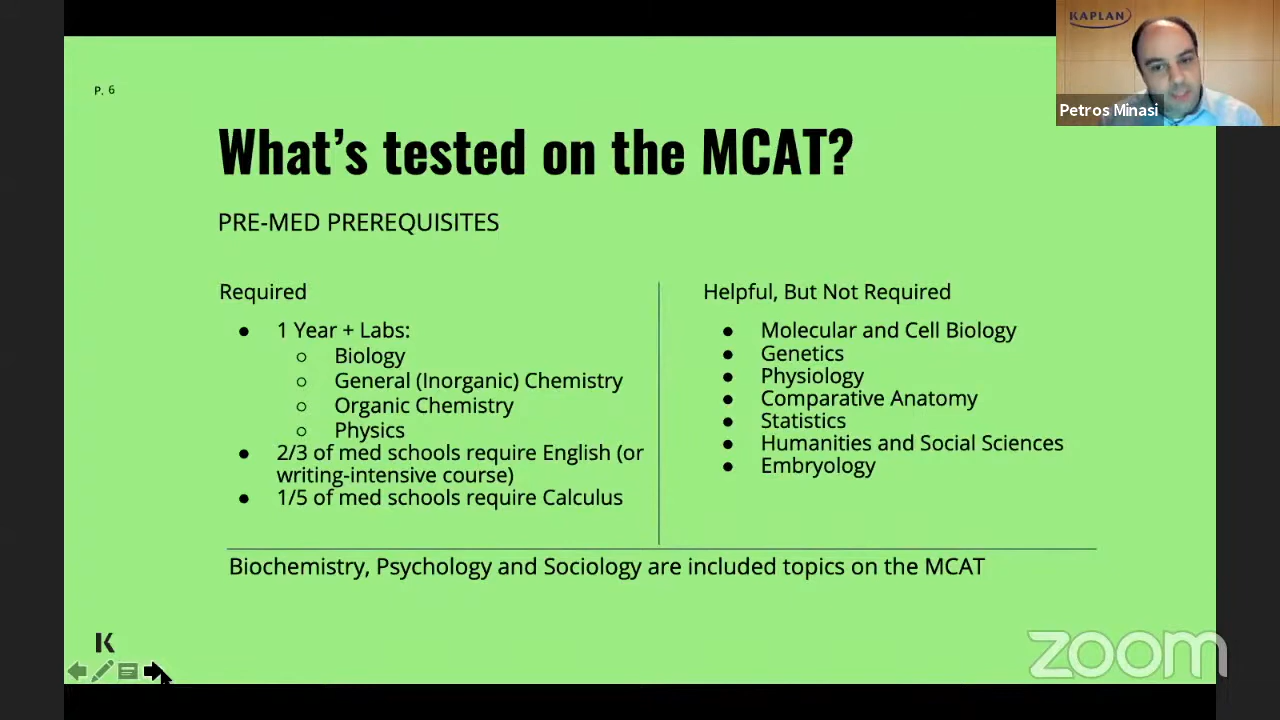 P. 6
KAPLAN
Petros Minasi
What's tested on the MCAT?
PRE-MED PREREQUISITES
Required
● 1 Year + Labs:
○ Biology
○ General (Inorganic) Chemistry
○ Organic Chemistry
○ Physics
● 2/3 of med schools require English (or
writing-intensive course)
● 1/5 of med schools require Calculus
Helpful, But Not Required
● Molecular and Cell Biology
● Genetics
● Physiology
● Comparative Anatomy
● Statistics
● Humanities and Social Sciences
● Embryology
Biochemistry, Psychology and Sociology are included topics on the MCAT
K
zoom